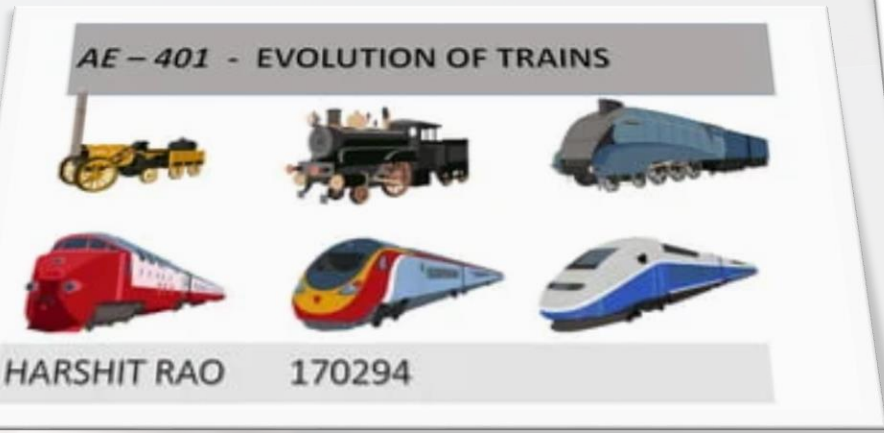 AE – 401 - EVOLUTION OF TRAINS
HARSHIT RAO 170294